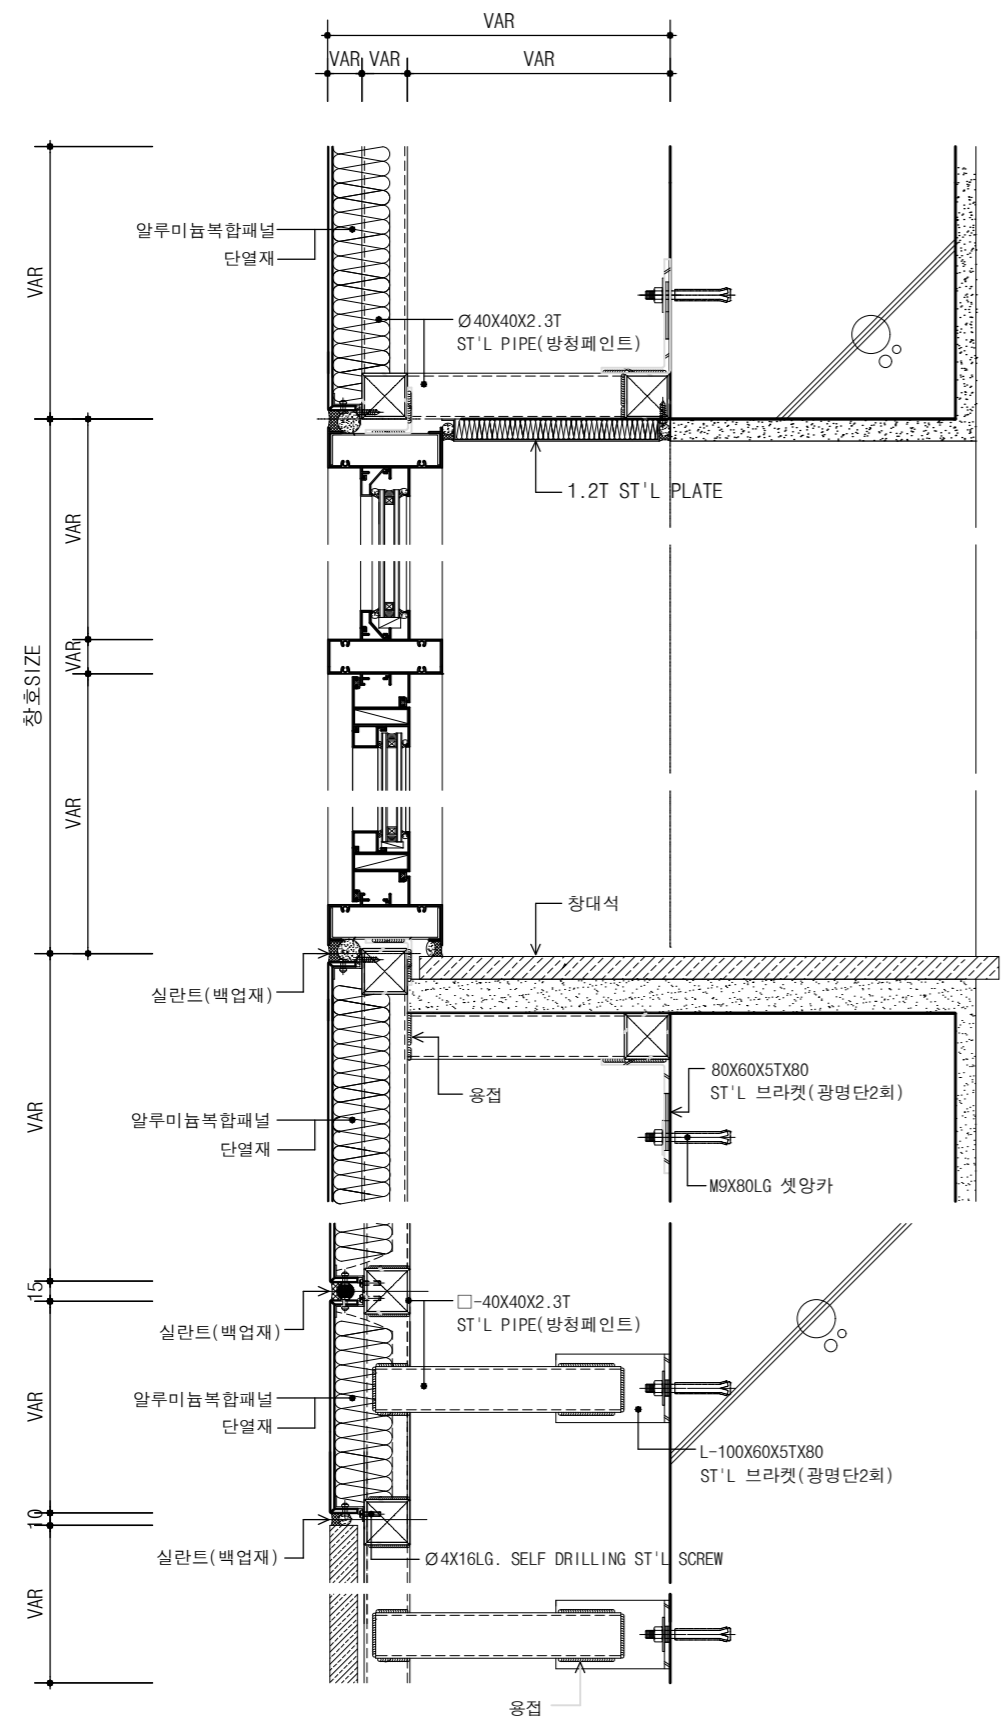 VAR
VAR
VAR
VAR
알루미늄복합패널
단열재
VAR
Ø40X40X2.3T
ST'L PIPE(방청페인트)
1.2T ST'L PLATE
VAR
VAR
창호SIZE
VAR
창대석
실란트(백업재)
80X60X5TX80
ST'L 브라켓(광명단2회)
용접
VAR
알루미늄복합패널
단열재
M9X80LG 셋앙카
15
□-40X40X2.3T
ST'L PIPE(방청페인트)
실란트(백업재)
VAR
알루미늄복합패널
단열재
L-100X60X5TX80
ST'L 브라켓(광명단2회)
10
실란트(백업재)
Ø4X16LG. SELF DRILLING ST'L SCREW
VAR
용접